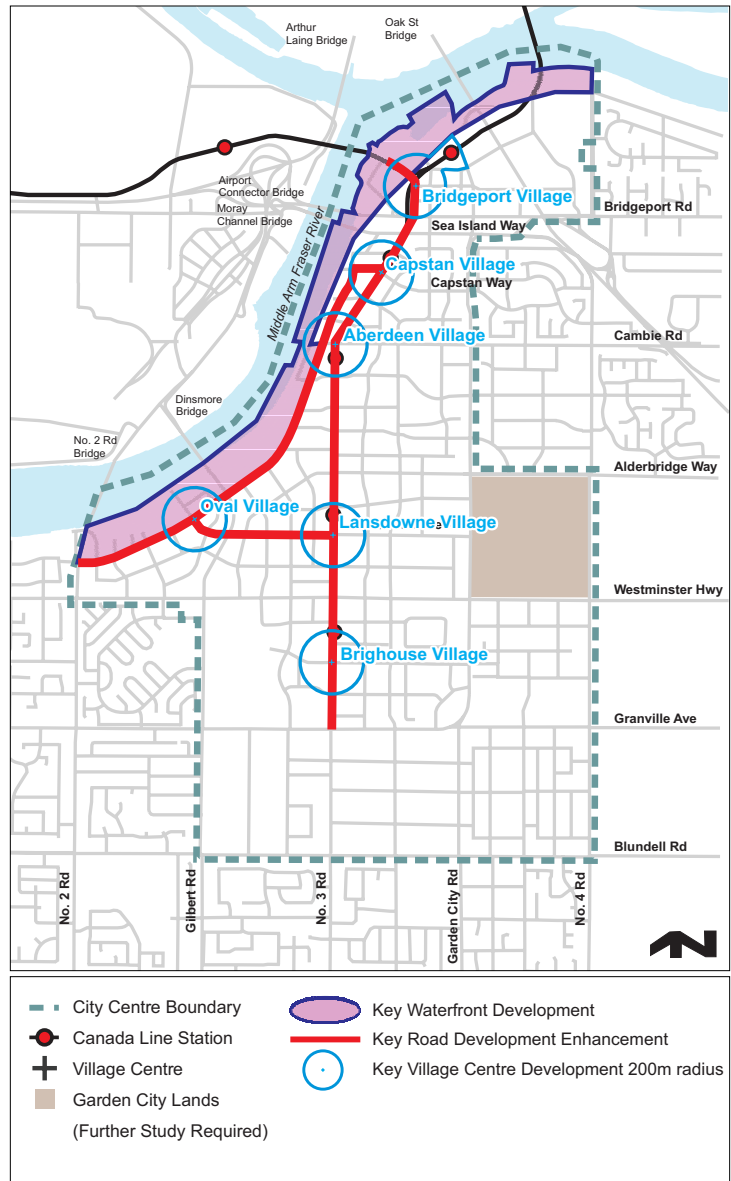 Arthur
Laing Bridge
Oak St
Bridge
Airport
Connector Bridge
Moray
Channel Bridge
Bridgeport Village
Bridgeport Rd
Sea Island Way
Middle Arm Fraser River
Capstan Village
Capstan Way
Aberdeen Village
Cambie Rd
Dinsmore
Bridge
No. 2 Rd
Bridge
Alderbridge Way
Oval Village
Lansdowne Village
Westminster Hwy
Brighouse Village
Granville Ave
Blundell Rd
No. 2 Rd
Gilbert Rd
No. 3 Rd
Garden City Rd
No. 4 Rd
N
City Centre Boundary
Canada Line Station
Village Centre
Garden City Lands
(Further Study Required)
Key Waterfront Development
Key Road Development Enhancement
Key Village Centre Development 200m radius